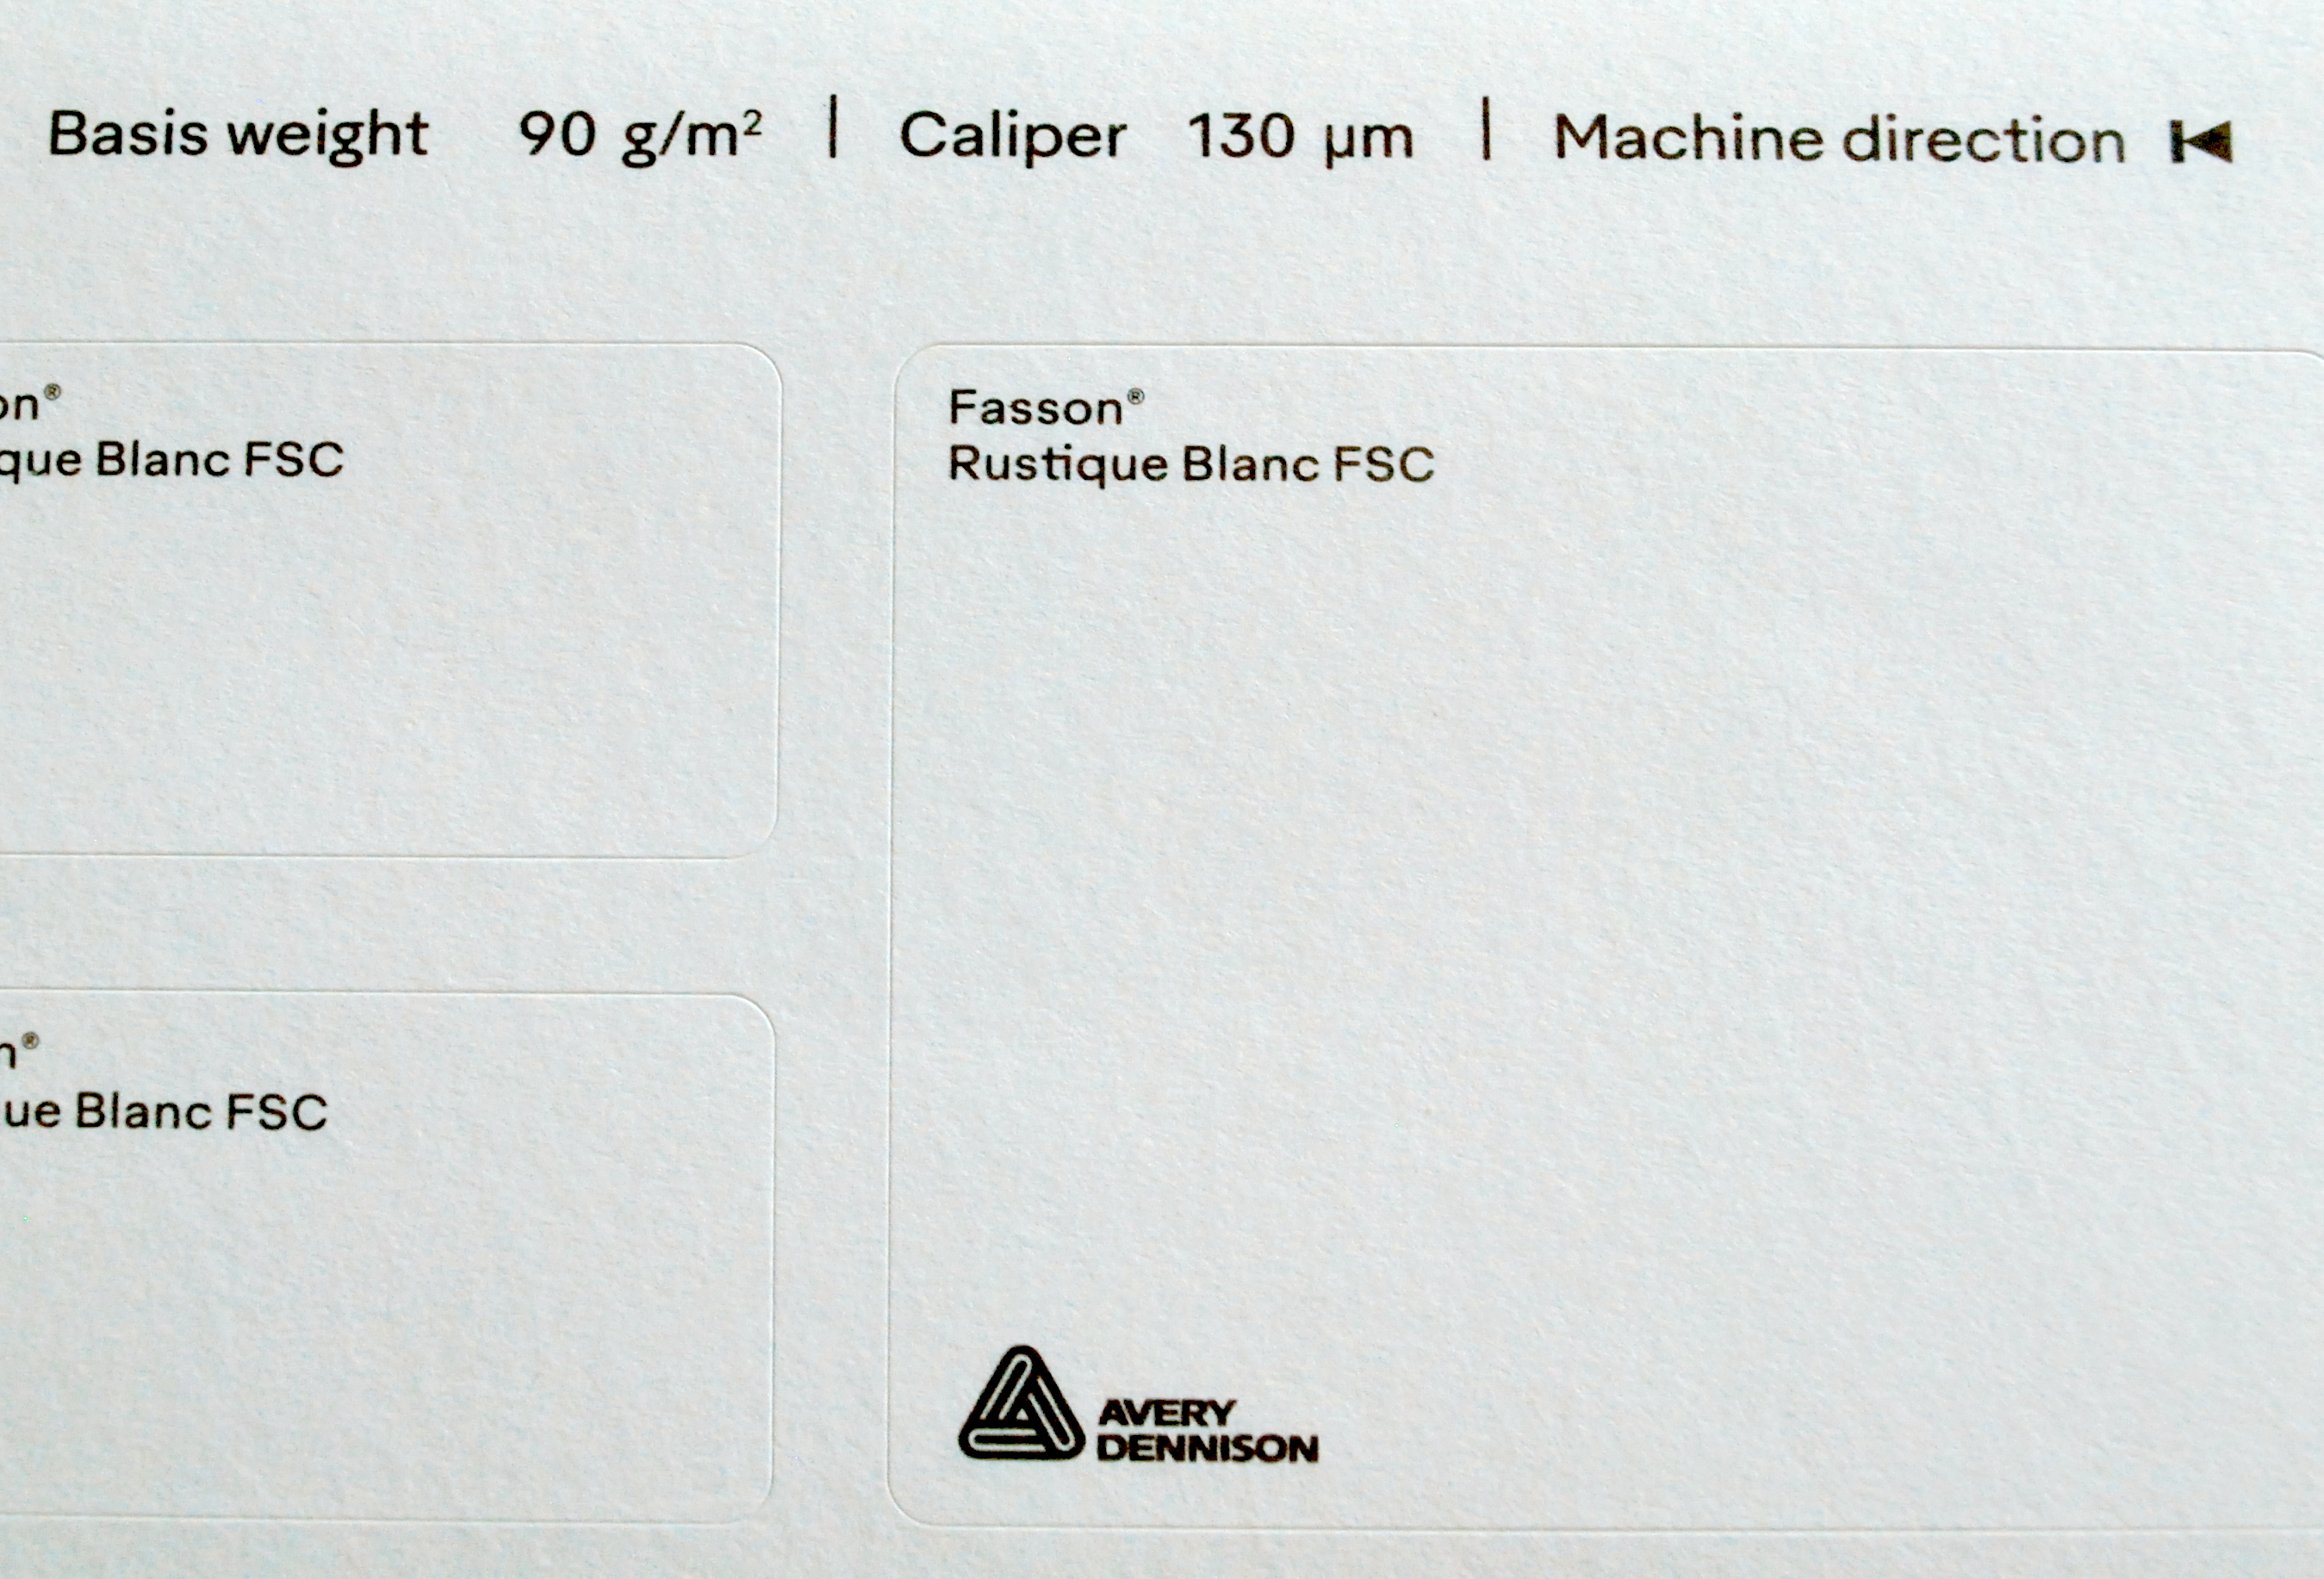 Basis weight 90 g/m² | Caliper 130 µm | Machine direction
on®
que Blanc FSC
Fasson®
Rustique Blanc FSC
n®
ue Blanc FSC
AVERY
DENNISON